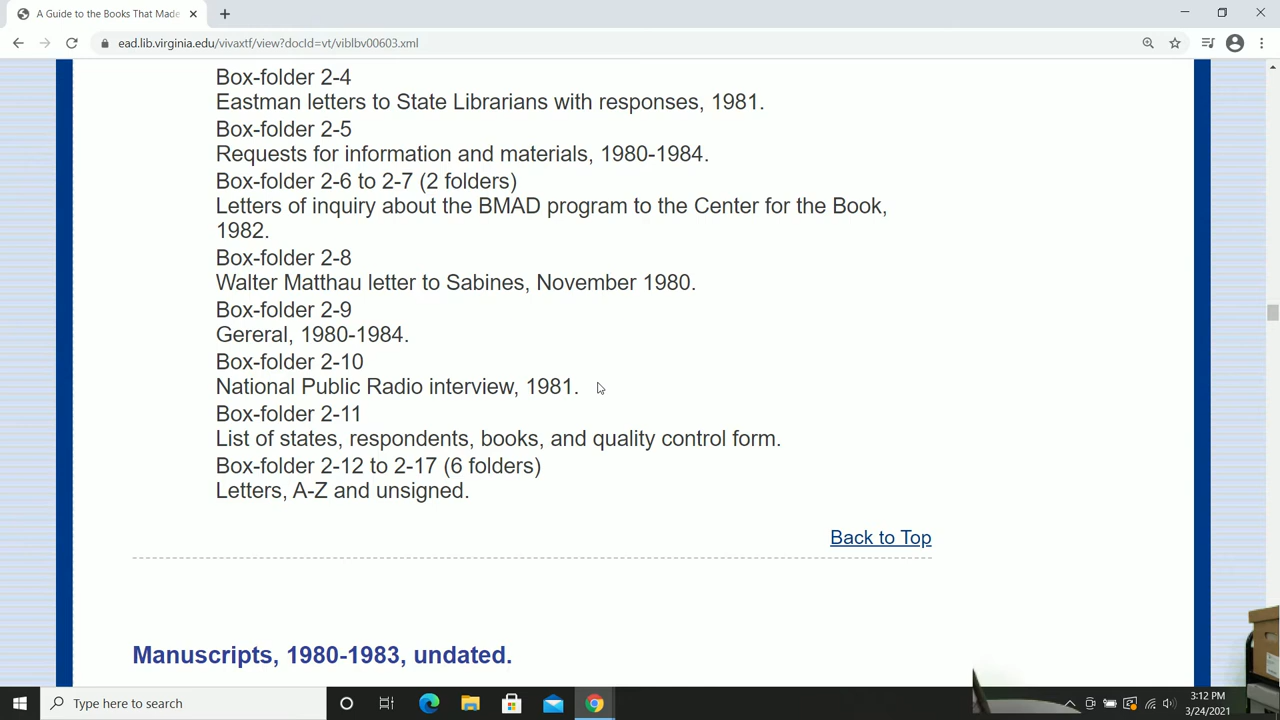 A Guide to the Books That Made
ead.lib.virginia.edu/vivaxtf/view?docId=vt/viblbv00603.xml
Box-folder 2-4
Eastman letters to State Librarians with responses, 1981.
Box-folder 2-5
Requests for information and materials, 1980-1984.
Box-folder 2-6 to 2-7 (2 folders)
Letters of inquiry about the BMAD program to the Center for the Book,
1982.
Box-folder 2-8
Walter Matthau letter to Sabines, November 1980.
Box-folder 2-9
Gereral, 1980-1984.
Box-folder 2-10
National Public Radio interview, 1981.
Box-folder 2-11
List of states, respondents, books, and quality control form.
Box-folder 2-12 to 2-17 (6 folders)
Letters, A-Z and unsigned.
Back to Top
Manuscripts, 1980-1983, undated.
Type here to search
3:12 PM
3/24/2021